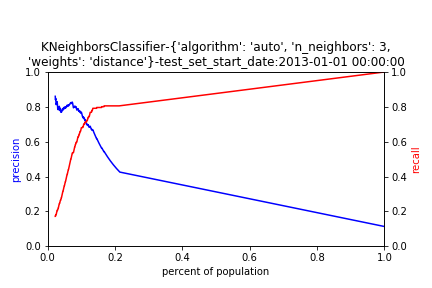 KNeighborsClassifier-{'algorithm': 'auto', 'n_neighbors': 3,
'weights': 'distance'}-test_set_start_date:2013-01-01 00:00:00
1.0
0.8
0.6
0.4
0.2
0.0
precision
1.0
0.8
0.6
0.4
0.2
0.0
recall
0.0 0.2 0.4 0.6 0.8 1.0
percent of population